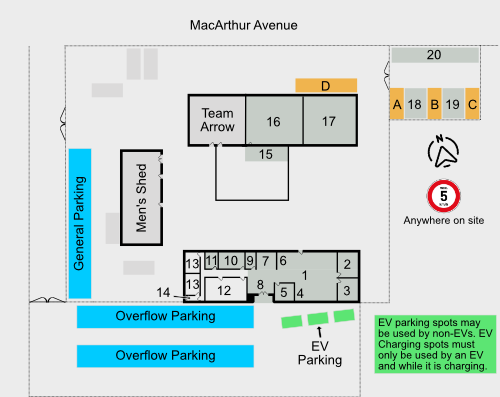 MacArthur Avenue
20
D
A 18 B 19 C
Team
Arrow
16
17
15
N
5
Anywhere on site
General Parking
Men's Shed
13
11
10
9
7
6
1
2
13
12
8
5
4
3
14
Overflow Parking
Overflow Parking
EV
Parking
EV parking spots may
be used by non-EVs. EV
Charging spots must
only be used by an EV
and while it is charging.